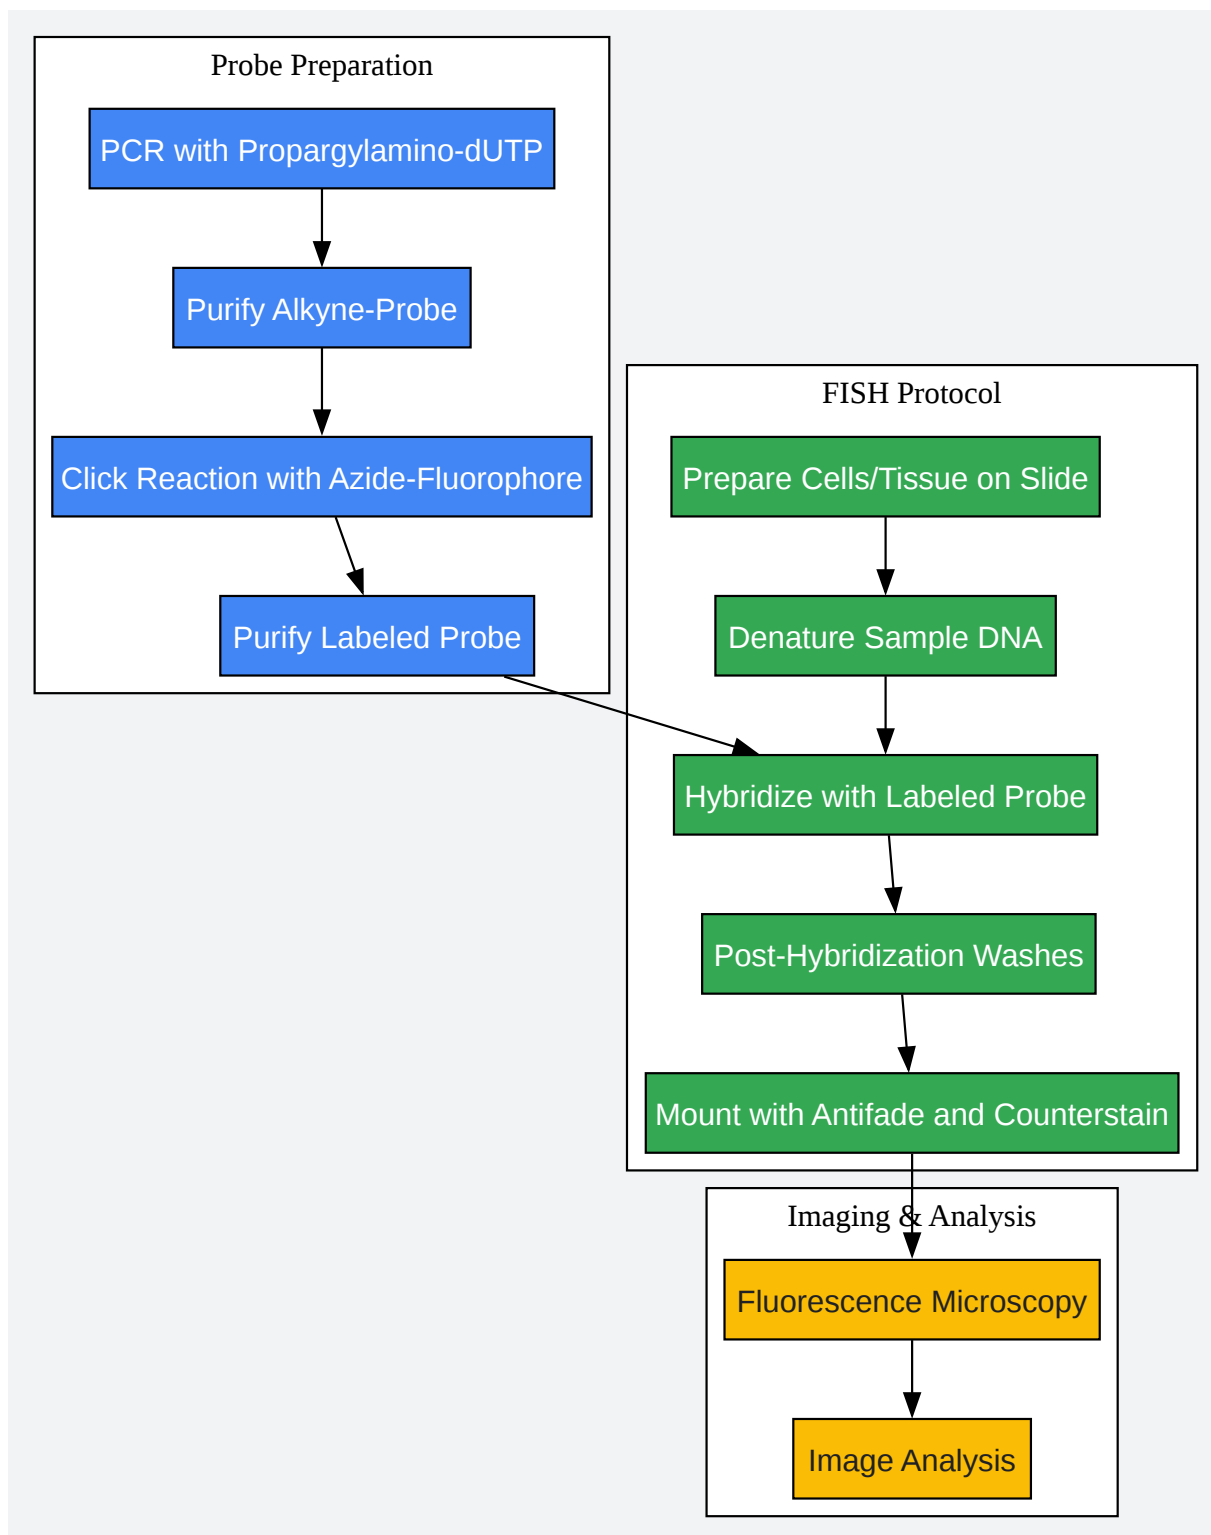 Probe Preparation
PCR with Propargylamino-dUTP
Purify Alkyne-Probe
Click Reaction with Azide-Fluorophore
Purify Labeled Probe
FISH Protocol
Prepare Cells/Tissue on Slide
Denature Sample DNA
Hybridize with Labeled Probe
Post-Hybridization Washes
Mount with Antifade and Counterstain
Imaging & Analysis
Fluorescence Microscopy
Image Analysis